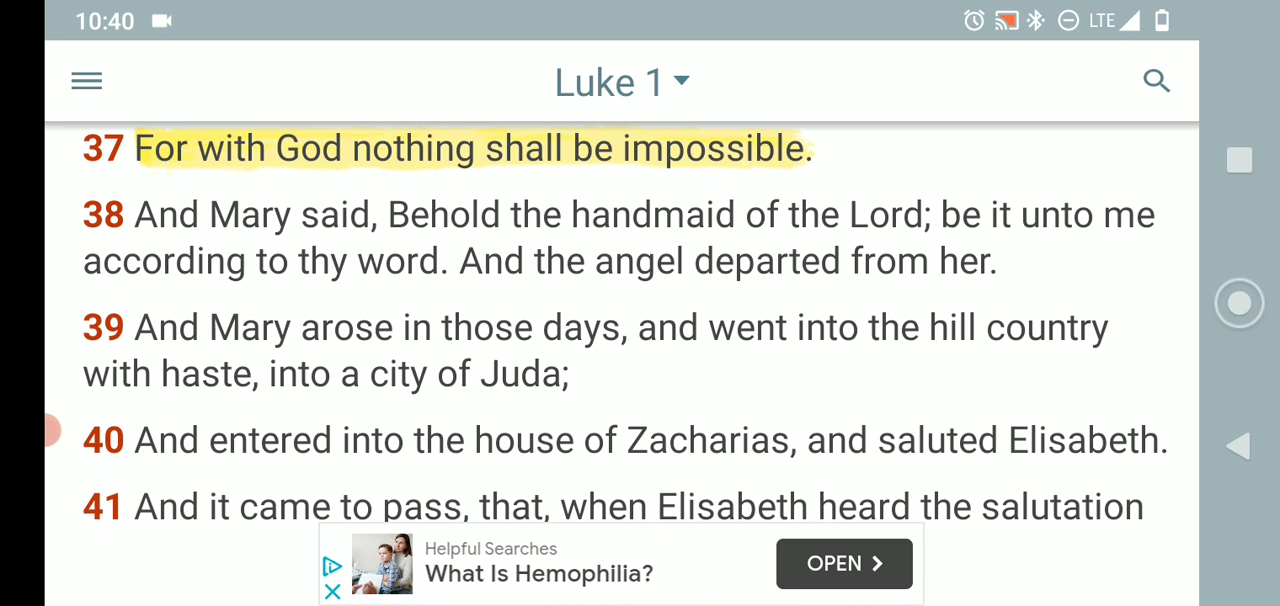 10:40 LTE
Luke 1
37 For with God nothing shall be impossible.
38 And Mary said, Behold the handmaid of the Lord; be it unto me
according to thy word. And the angel departed from her.
39 And Mary arose in those days, and went into the hill country
with haste, into a city of Juda;
40 And entered into the house of Zacharias, and saluted Elisabeth.
41 And it came to pass, that, when Elisabeth heard the salutation
Helpful Searches
What Is Hemophilia?
OPEN